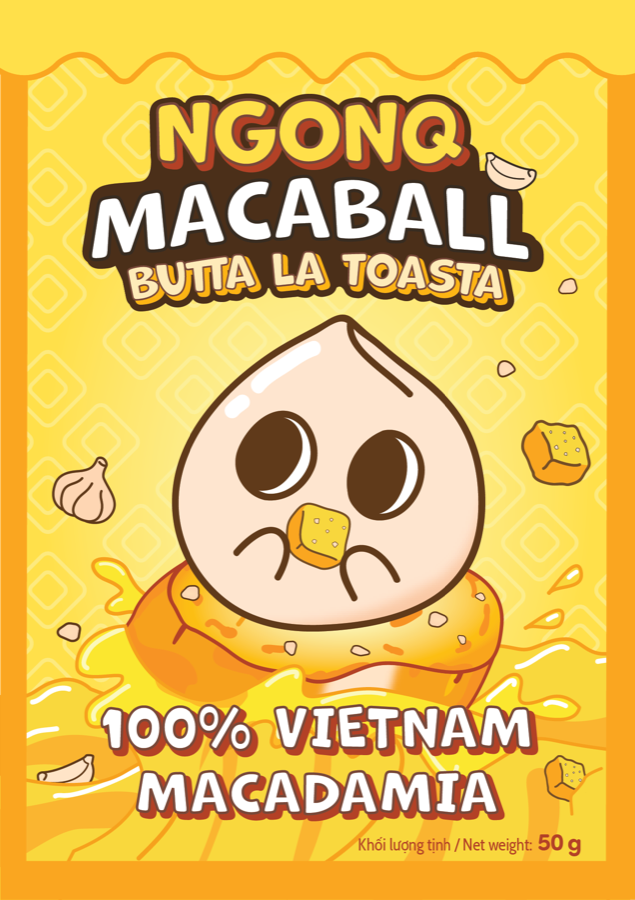 NGONQ
MACABALL
BUTTA LA TOASTA
100% VIETNAM
MACADAMIA
Khối lượng tịnh / Net weight: 50 g